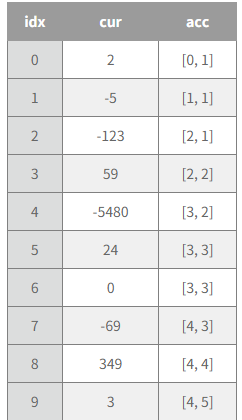 idx cur acc
0 2 [0, 1]
1 -5 [1, 1]
2 -123 [2, 1]
3 59 [2, 2]
4 -5480 [3, 2]
5 24 [3, 3]
6 0 [3, 3]
7 -69 [4, 3]
8 349 [4, 4]
9 3 [4, 5]